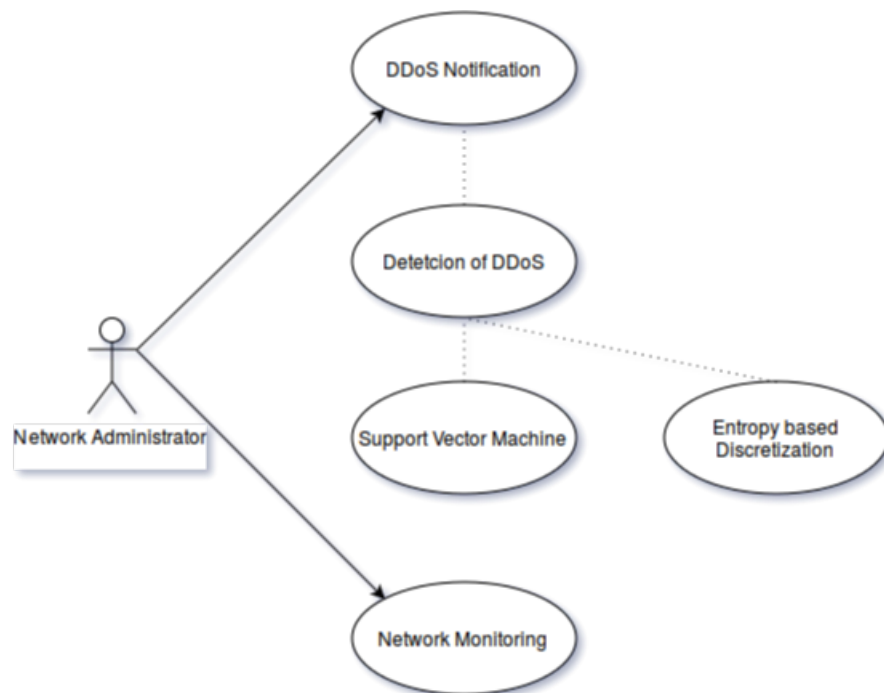 DDoS Notification
Detetcion of DDoS
Network Administrator
Support Vector Machine
Entropy based
Discretization
Network Monitoring